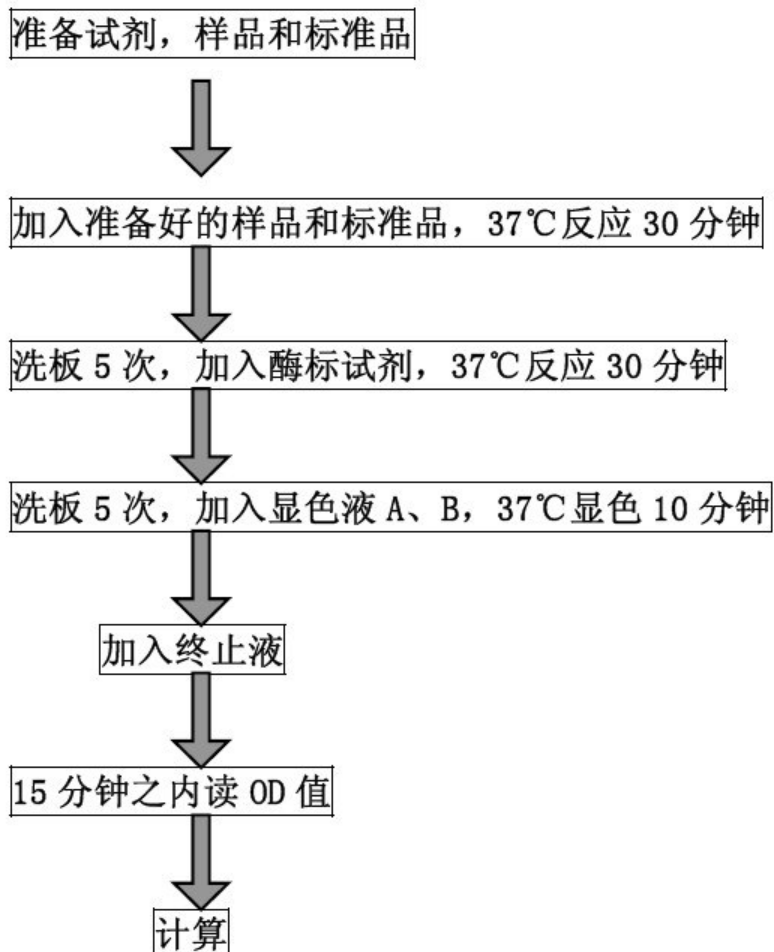 准备试剂，样品和标准品
加入准备好的样品和标准品，37℃反应 30 分钟
洗板 5 次，加入酶标试剂，37℃反应 30 分钟
洗板 5 次，加入显色液 A、B，37℃显色 10 分钟
加入终止液
15 分钟之内读 OD 值
计算